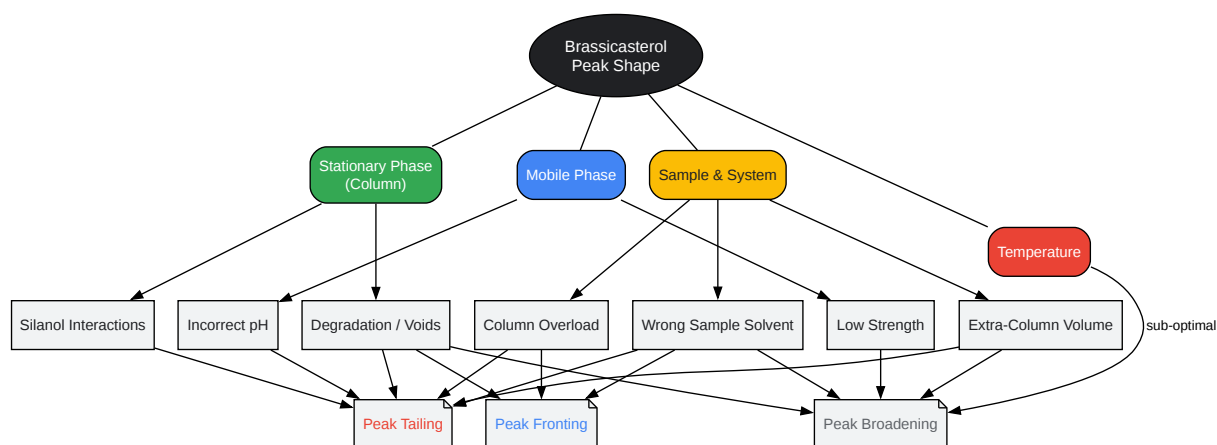 Brassicasterol
Peak Shape
Stationary Phase
(Column)
Mobile Phase
Sample & System
Temperature
Silanol Interactions
Incorrect pH
Degradation / Voids
Column Overload
Wrong Sample Solvent
Low Strength
Extra-Column Volume
sub-optimal
Peak Tailing
Peak Fronting
Peak Broadening